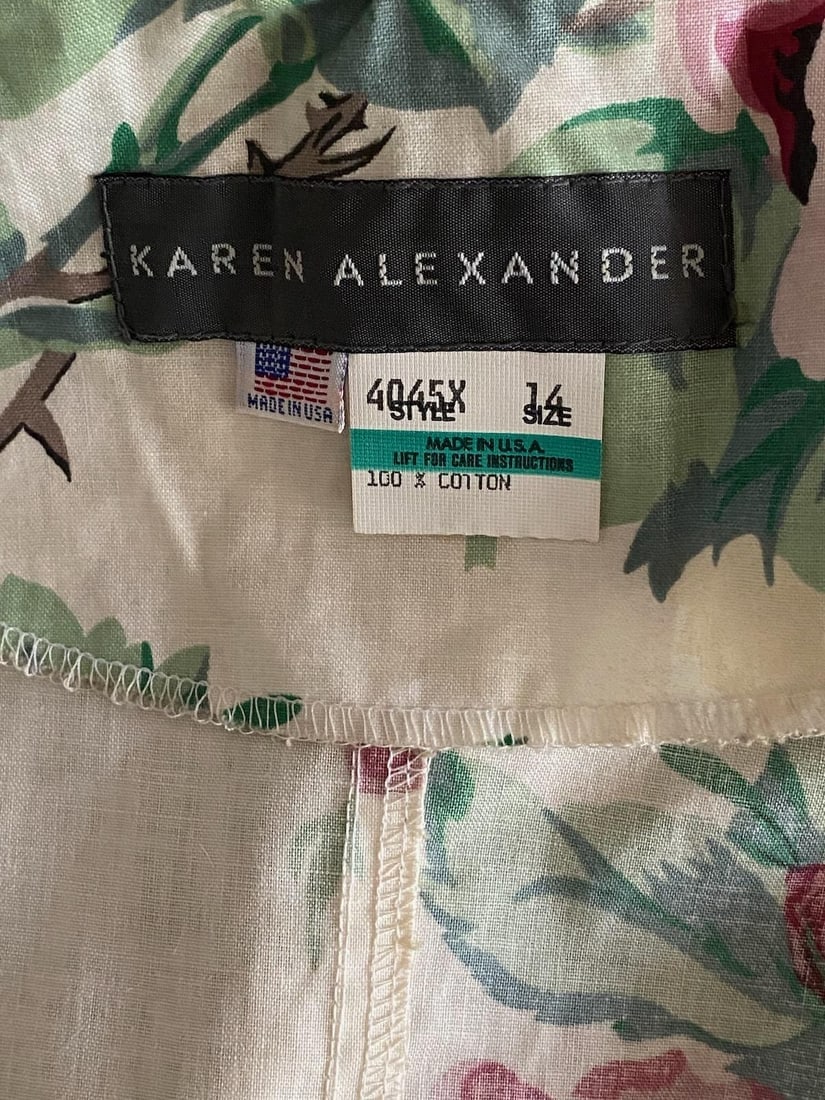 KAREN ALEXANDER
MADE IN USA
4045X 14
STYLE SIZE
MADE IN U.S.A.
LIFT FOR CARE INSTRUCTIONS
100 % COTTON